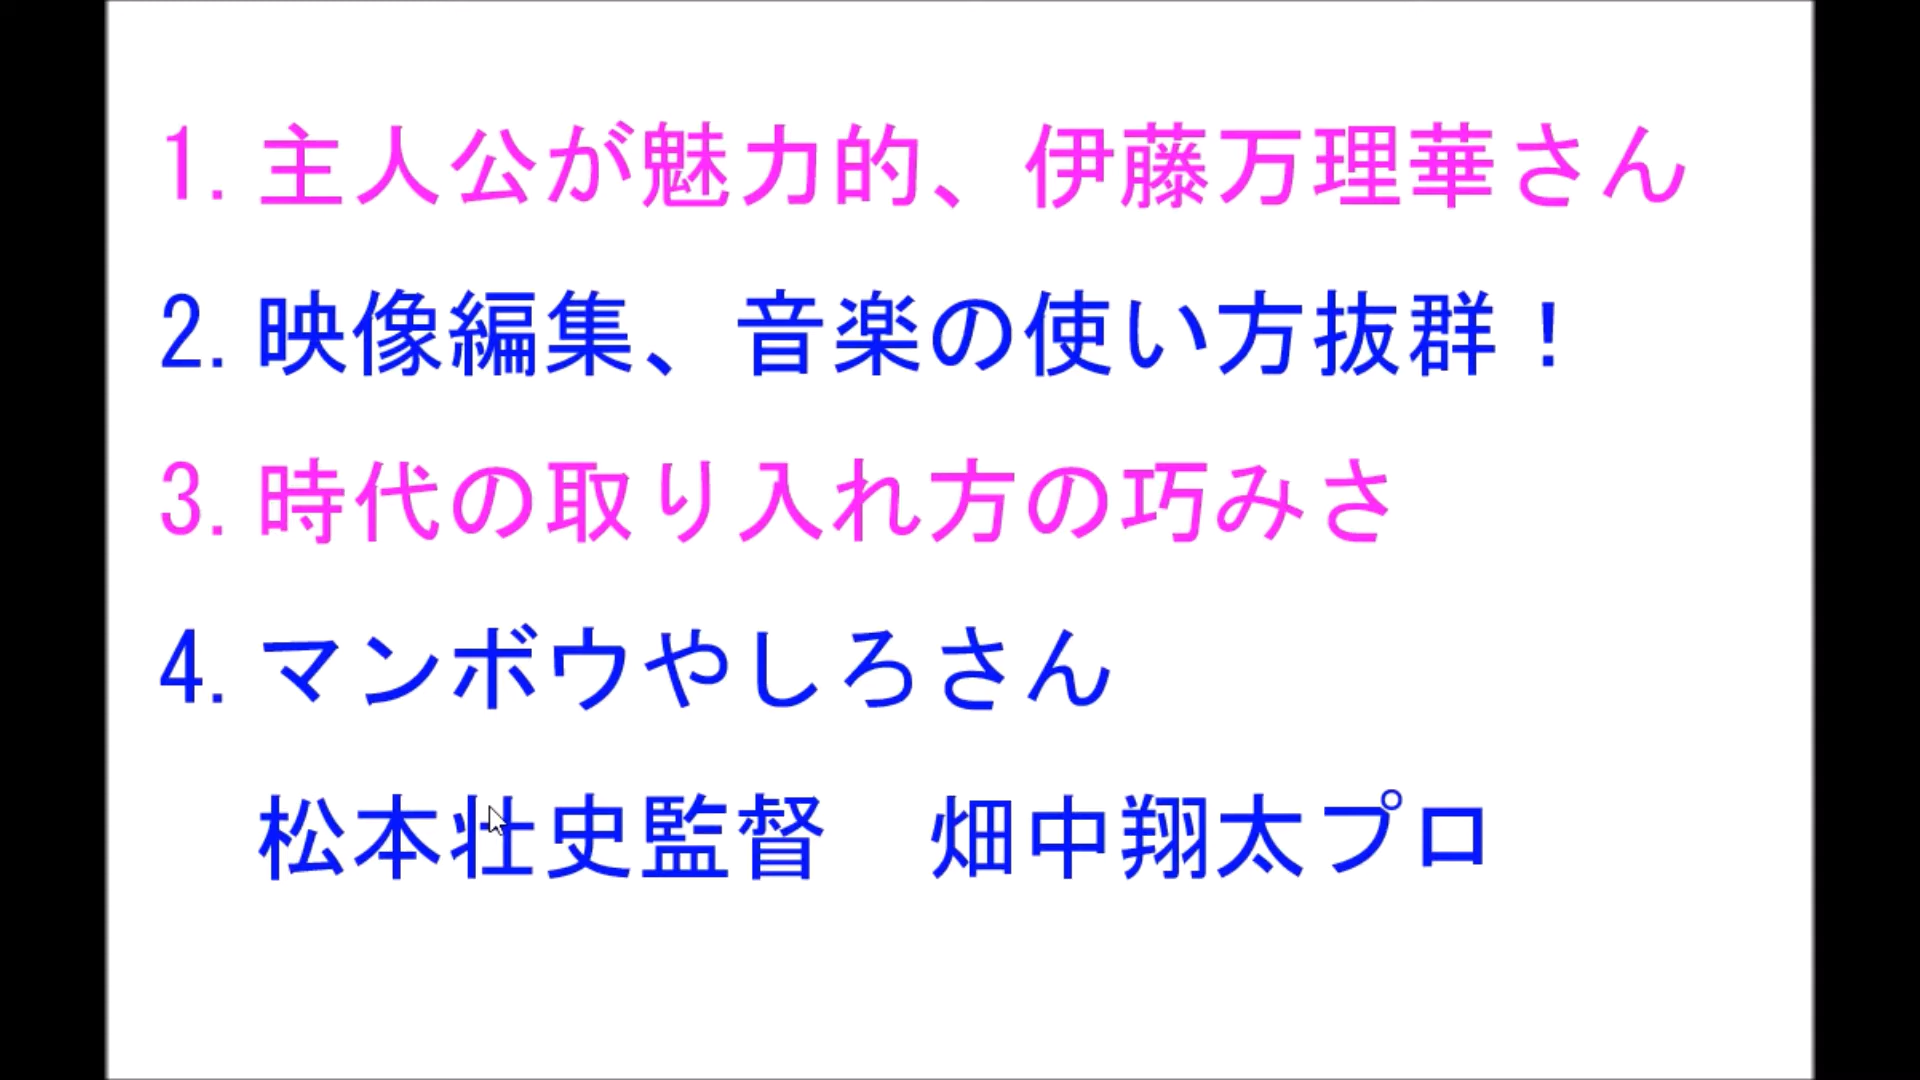 1.主人公が魅力的、伊藤万理華さん
2.映像編集、音楽の使い方抜群！
3.時代の取り入れ方の巧みさ
4.マンボウやしろさん
松本壮史監督　畑中翔太プロ